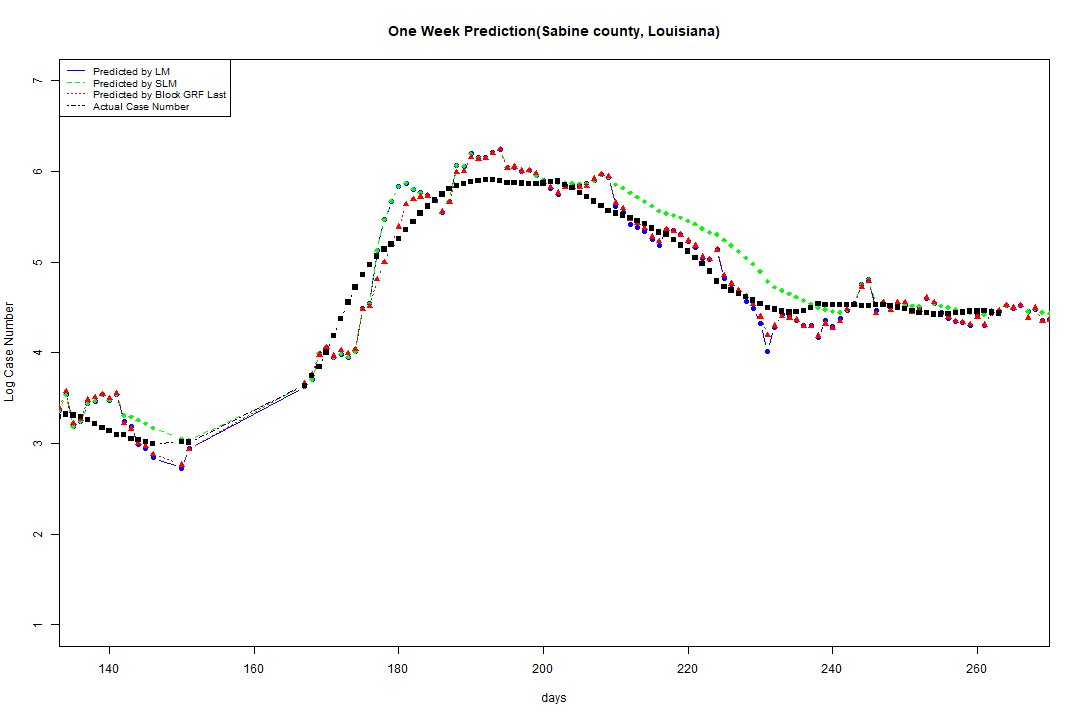 One Week Prediction(Sabine county, Louisiana)
Predicted by LM
Predicted by SLM
Predicted by Block GRF Last
Actual Case Number
7
6
5
4
3
2
1
Log Case Number
140 160 180 200 220 240 260
days